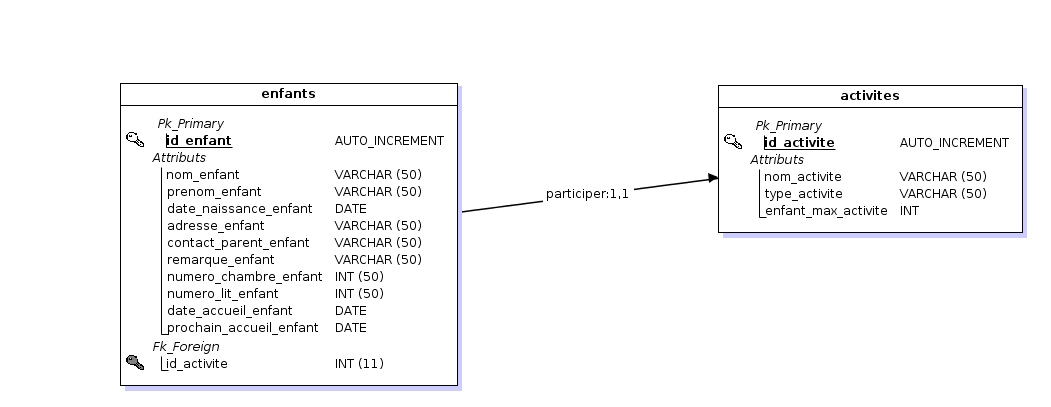 enfants
Pk_Primary
id_enfant AUTO_INCREMENT
Attributs
nom_enfant VARCHAR (50)
prenom_enfant VARCHAR (50)
date_naissance_enfant DATE
adresse_enfant VARCHAR (50)
contact_parent_enfant VARCHAR (50)
remarque_enfant VARCHAR (50)
numero_chambre_enfant INT (50)
numero_lit_enfant INT (50)
date_accueil_enfant DATE
prochain_accueil_enfant DATE
Fk_Foreign
id_activite INT (11)
participer:1,1
activites
Pk_Primary
id_activite AUTO_INCREMENT
Attributs
nom_activite VARCHAR (50)
type_activite VARCHAR (50)
enfant_max_activite INT